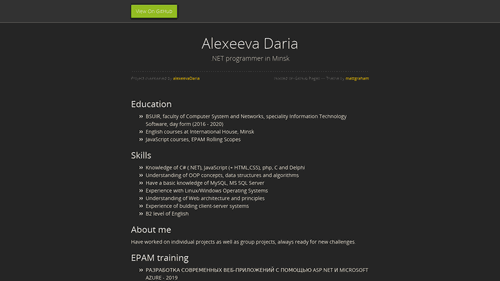 View On GitHub
Alexeeva Daria
.NET programmer in Minsk
Project maintained by alexeevaDaria
Hosted on GitHub Pages — Theme by mattgraham
Education
» BSUIR, faculty of Computer System and Networks, speciality Information Technology
Software, day form (2016 - 2020)
» English courses at International House, Minsk
» JavaScript courses, EPAM Rolling Scopes
Skills
» Knowledge of C# (.NET), JavaScript (+ HTML,CSS), php, C and Delphi
» Understanding of OOP concepts, data structures and algorithms
» Have a basic knowledge of MySQL, MS SQL Server
» Experience with Linux/Windows Operating Systems
» Understanding of Web architecture and principles
» Experience of bulding client-server systems
» B2 level of English
About me
Have worked on individual projects as well as group projects, always ready for new challenges
EPAM training
» РАЗРАБОТКА СОВРЕМЕННЫХ ВЕБ-ПРИЛОЖЕНИЙ С ПОМОЩЬЮ ASP.NET И MICROSOFT
AZURE - 2019